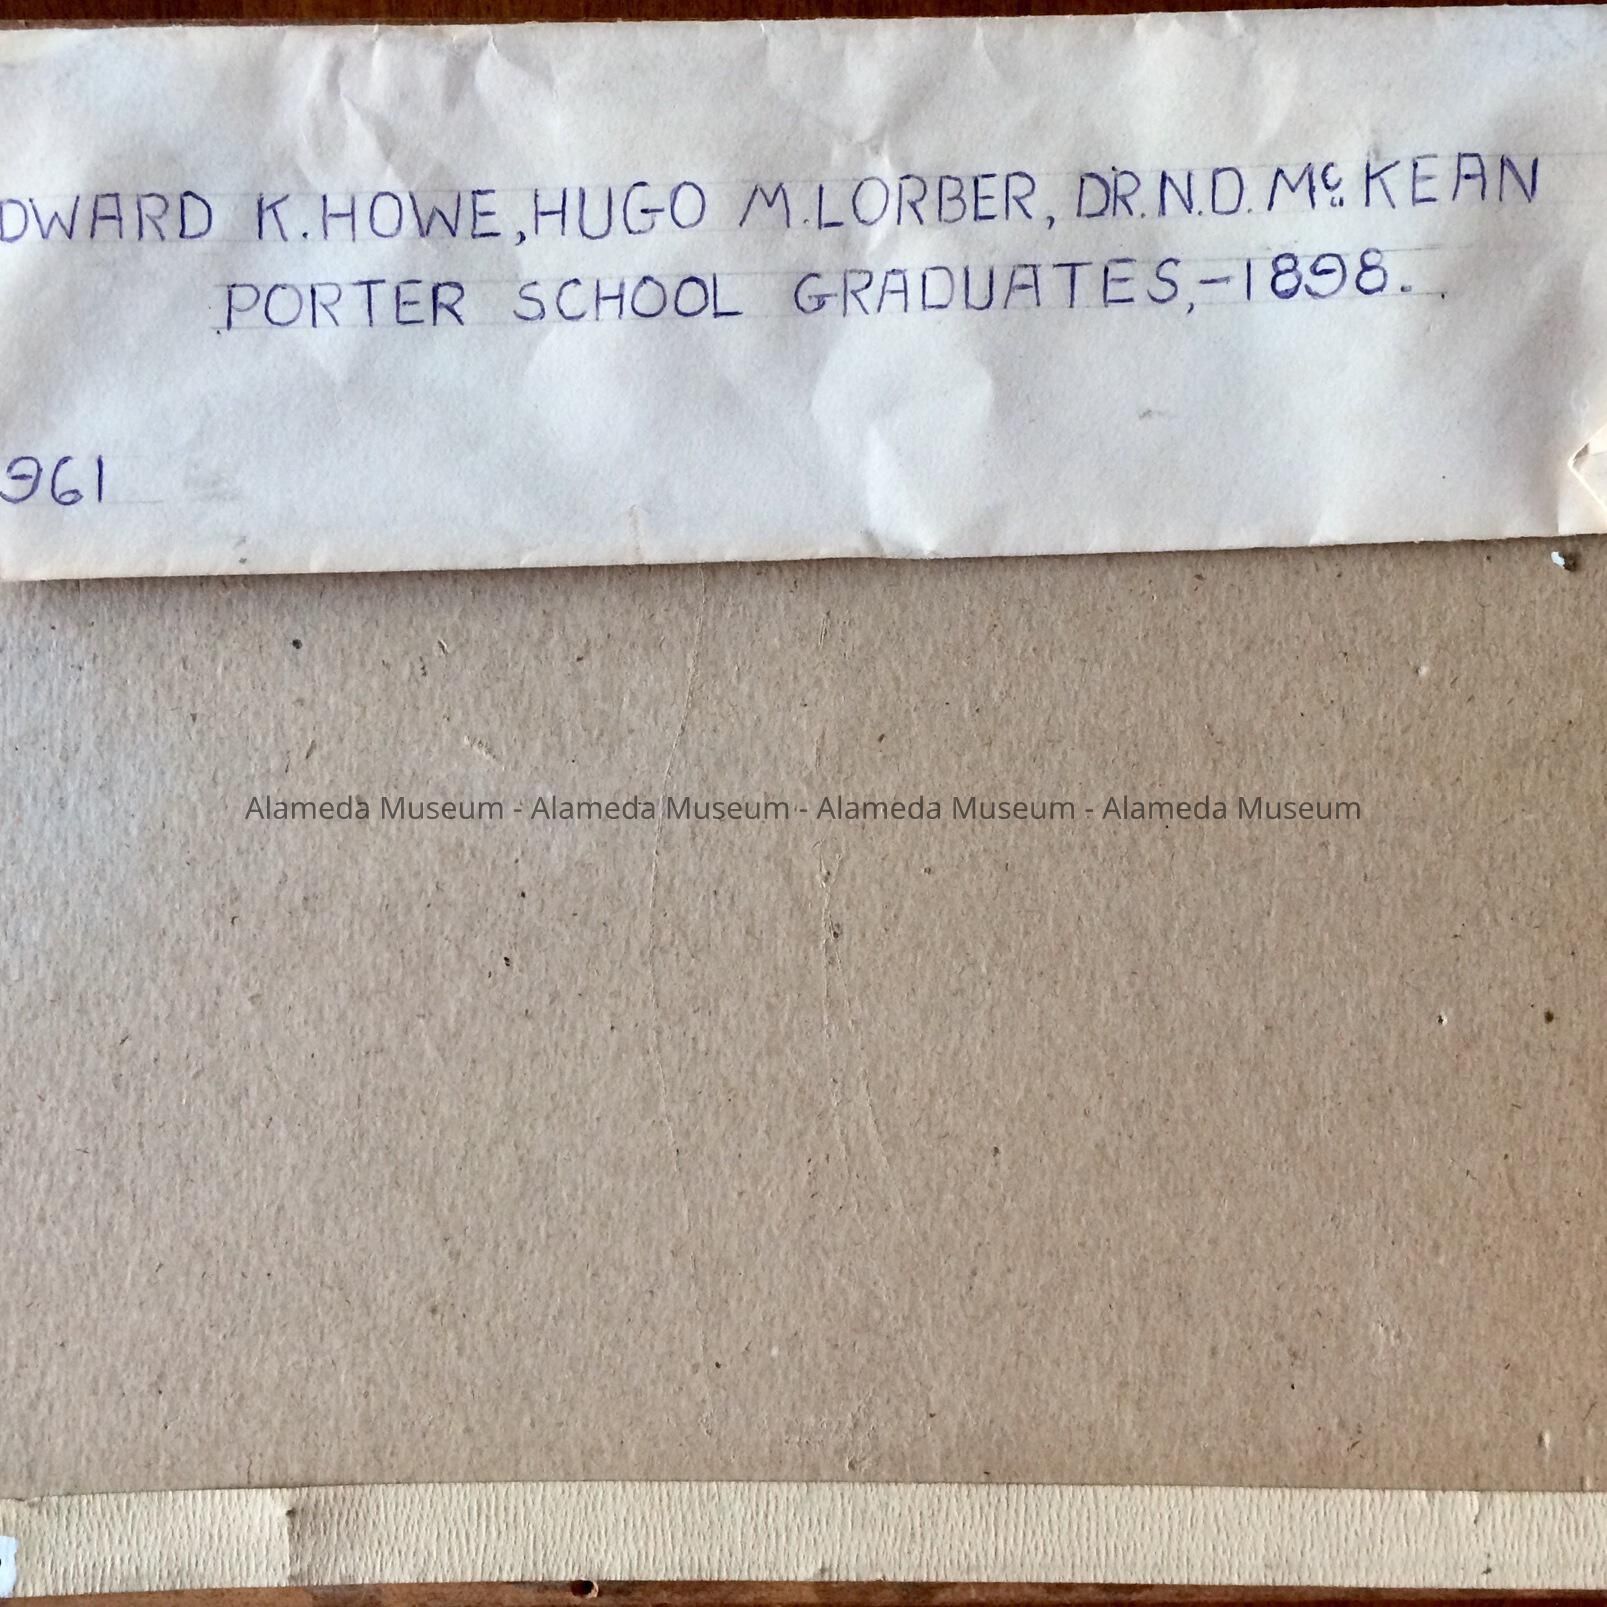 DWARD K. HOWE, HUGO M. LORBER, DR. N. D. McKEAN
PORTER SCHOOL GRADUATES,-1898.
961
Alameda Museum - Alameda Museum - Alameda Museum - Alameda Museum